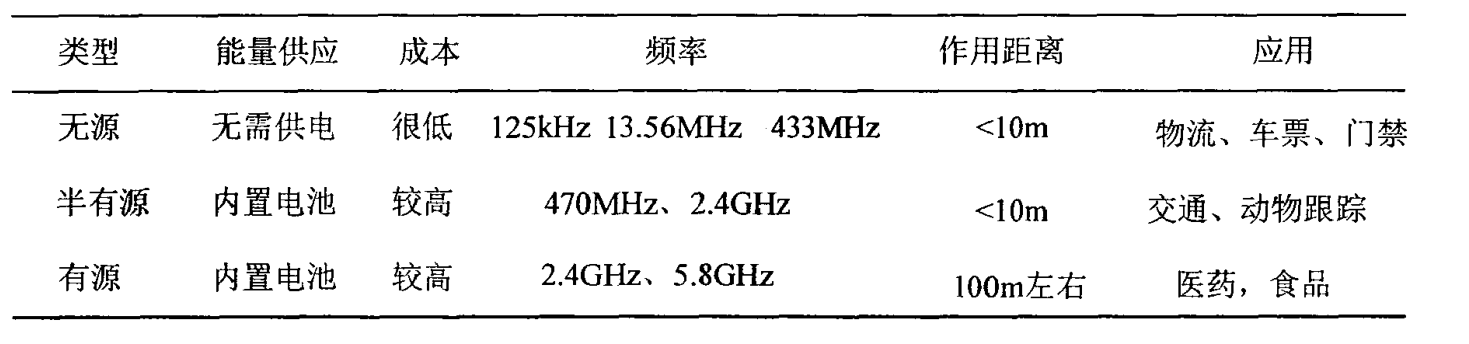 类型 能量供应 成本 频率 作用距离 应用
无源 无需供电 很低 125kHz 13.56MHz 433MHz <10m 物流、车票、门禁
半有源 内置电池 较高 470MHz、2.4GHz <10m 交通、动物跟踪
有源 内置电池 较高 2.4GHz、5.8GHz 100m左右 医药，食品